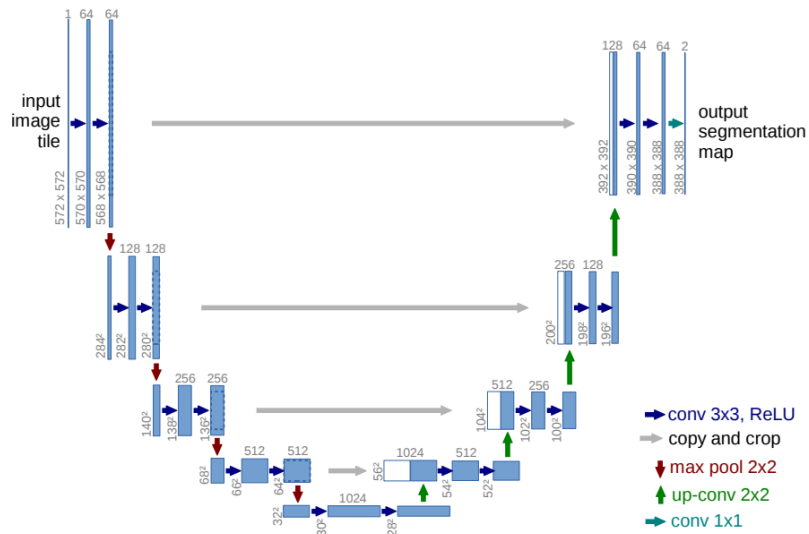 1 64 64
input
image
tile
572 x 572
570 x 570
568 x 568
128 64 64 2
output
segmentation
map
392 x 392
390 x 390
388 x 388
388 x 388
128 128
284²
282²
280²
256 128
200²
198²
196²
256 256
140²
138²
136²
512 256
104²
102²
100²
512 512
68²
66²
64²
1024 512
56²
54²
52²
1024
32²
30²
28²
conv 3x3, ReLU
copy and crop
max pool 2x2
up-conv 2x2
conv 1x1